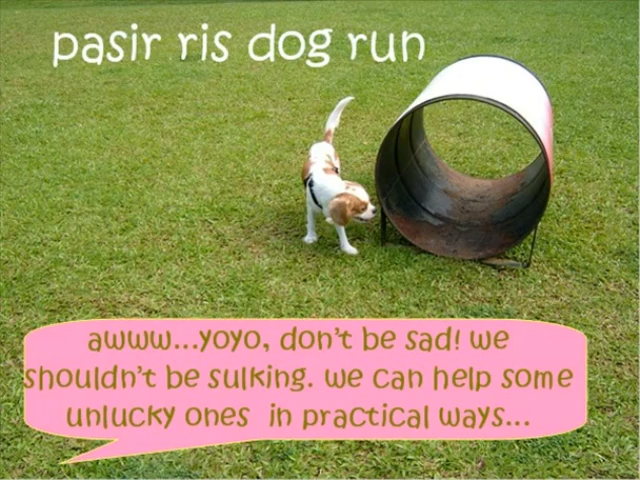 pasir ris dog run
awww...yoyo, don't be sad! we
shouldn't be sulking. we can help some
unlucky ones in practical ways...